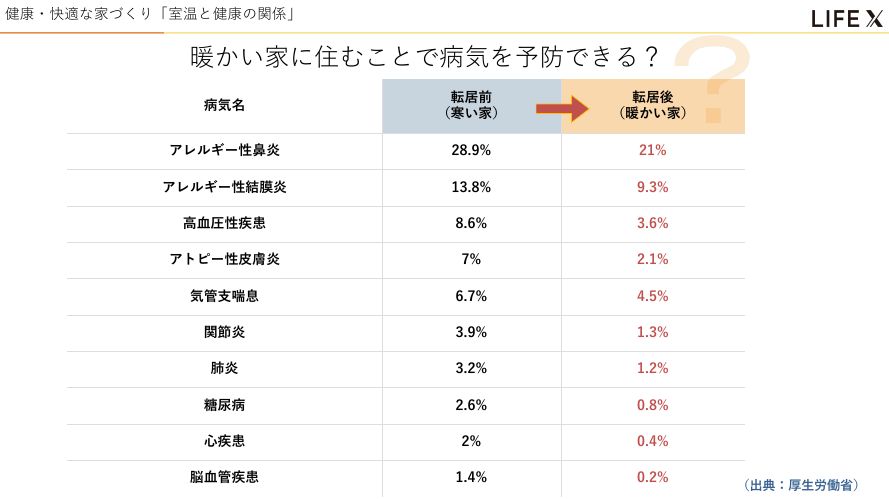 健康・快適な家づくり「室温と健康の関係」
LIFE X
暖かい家に住むことで病気を予防できる？
?
病気名 転居前 転居後
（寒い家） （暖かい家）
アレルギー性鼻炎 28.9% 21%
アレルギー性結膜炎 13.8% 9.3%
高血圧性疾患 8.6% 3.6%
アトピー性皮膚炎 7% 2.1%
気管支喘息 6.7% 4.5%
関節炎 3.9% 1.3%
肺炎 3.2% 1.2%
糖尿病 2.6% 0.8%
心疾患 2% 0.4%
脳血管疾患 1.4% 0.2%
（出典：厚生労働省）